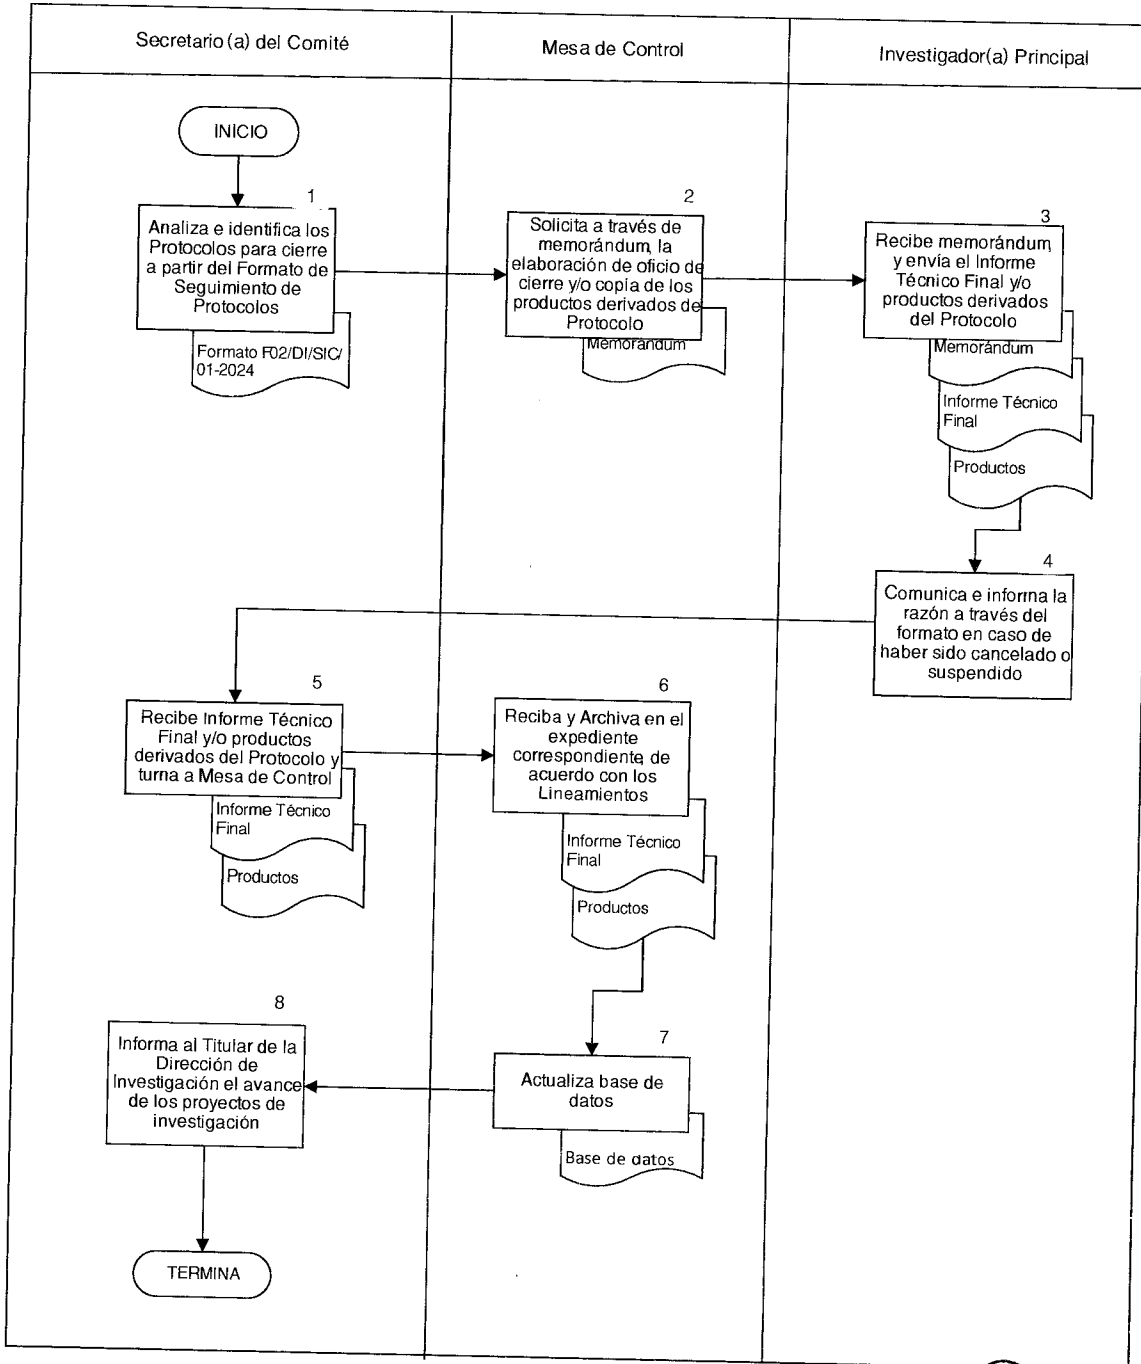 Secretario (a) del Comité
Mesa de Control
Investigador(a) Principal
INICIO
1
Analiza e identifica los
Protocolos para cierre
a partir del Formato de
Seguimiento de
Protocolos
Formato F02/DI/SIC/
01-2024
2
Solicita a través de
memorándum, la
elaboración de oficio de
cierre y/o copia de los
productos derivados de
Protocolo
Memorándum
3
Recibe memorándum
y envía el Informe
Técnico Final y/o
productos derivados
del Protocolo
Memorándum
Informe Técnico
Final
Productos
4
Comunica e informa la
razón a través del
formato en caso de
haber sido cancelado o
suspendido
5
Recibe Informe Técnico
Final y/o productos
derivados del Protocolo y
turna a Mesa de Control
Informe Técnico
Final
Productos
6
Reciba y Archiva en el
expediente
correspondiente, de
acuerdo con los
Lineamientos
Informe Técnico
Final
Productos
7
Actualiza base de
datos
Base de datos
8
Informa al Titular de la
Dirección de
Investigación el avance
de los proyectos de
investigación
TERMINA